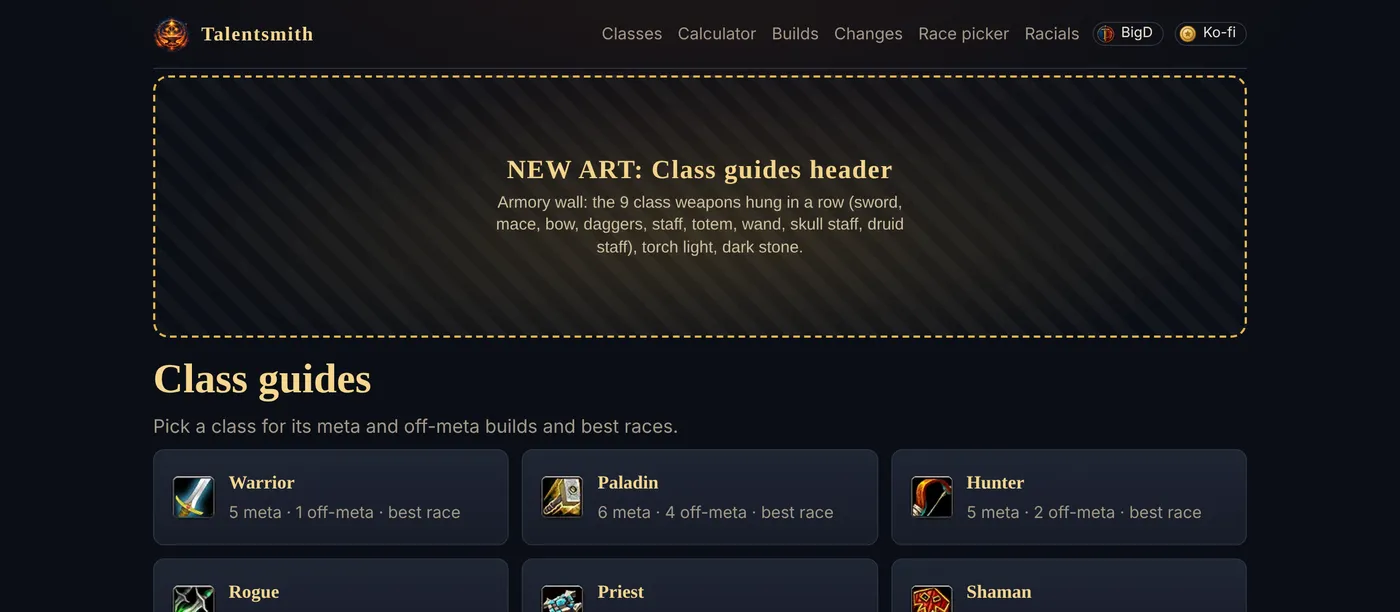 Talentsmith
Classes Calculator Builds Changes Race picker Racials BigD Ko-fi
NEW ART: Class guides header
Armory wall: the 9 class weapons hung in a row (sword,
mace, bow, daggers, staff, totem, wand, skull staff, druid
staff), torch light, dark stone.
Class guides
Pick a class for its meta and off-meta builds and best races.
Warrior
5 meta · 1 off-meta · best race
Paladin
6 meta · 4 off-meta · best race
Hunter
5 meta · 2 off-meta · best race
Rogue
Priest
Shaman